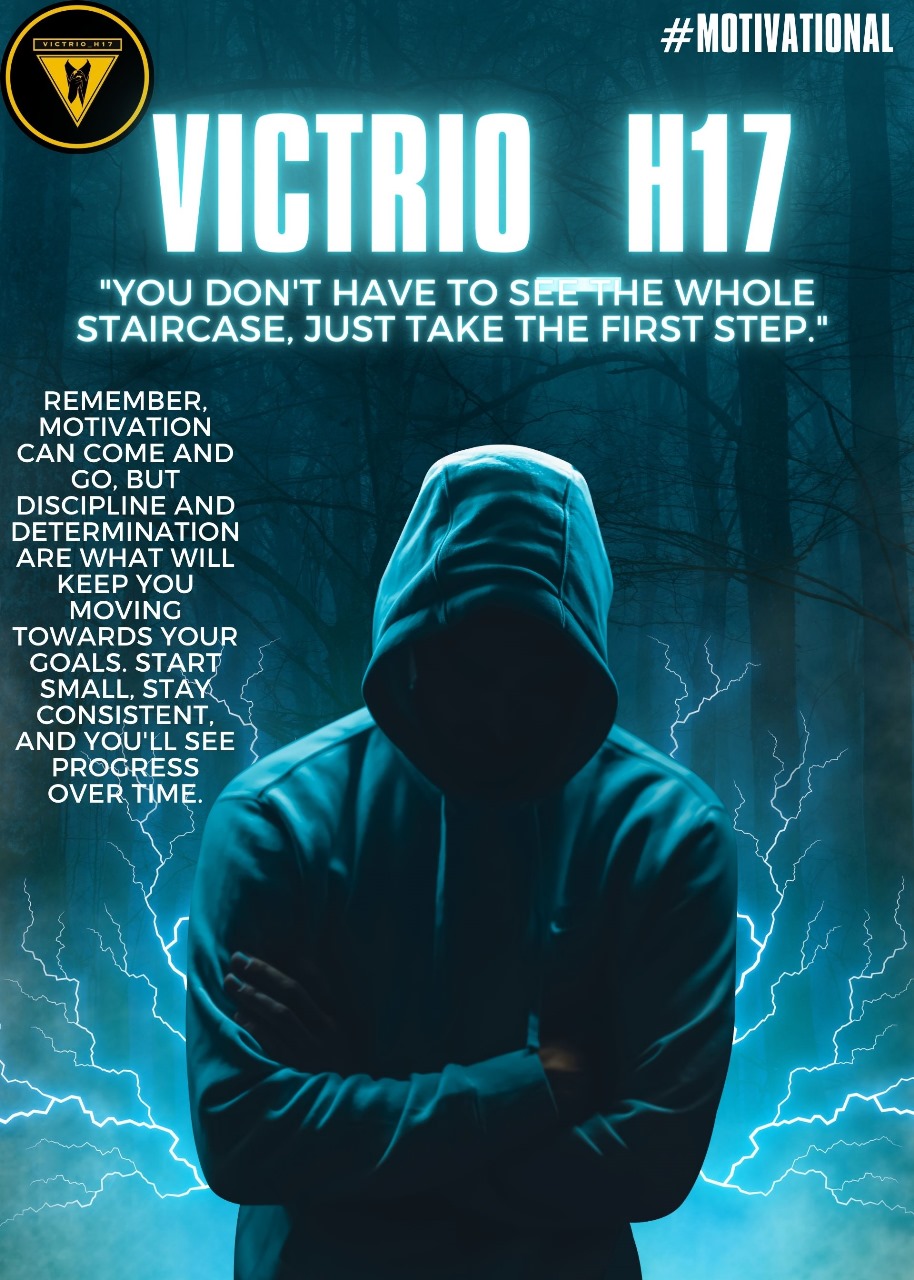 VICTRIO_H17
#MOTIVATIONAL
VICTRIO_H17
"YOU DON'T HAVE TO SEE THE WHOLE
STAIRCASE, JUST TAKE THE FIRST STEP."
REMEMBER,
MOTIVATION
CAN COME AND
GO, BUT
DISCIPLINE AND
DETERMINATION
ARE WHAT WILL
KEEP YOU
MOVING
TOWARDS YOUR
GOALS. START
SMALL, STAY
CONSISTENT,
AND YOU'LL SEE
PROGRESS
OVER TIME.